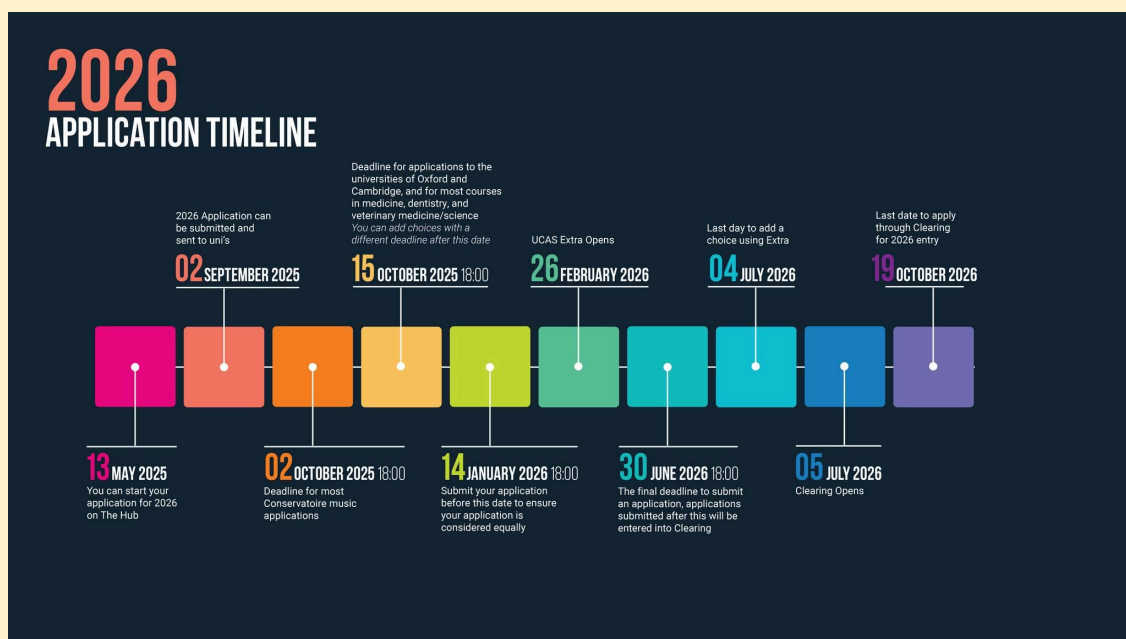 2026
APPLICATION TIMELINE
2026 Application can
be submitted and
sent to uni's
02 SEPTEMBER 2025
Deadline for applications to the
universities of Oxford and
Cambridge, and for most courses
in medicine, dentistry, and
veterinary medicine/science
You can add choices with a
different deadline after this date
15 OCTOBER 2025 18:00
UCAS Extra Opens
26 FEBRUARY 2026
Last day to add a
choice using Extra
04 JULY 2026
Last date to apply
through Clearing
for 2026 entry
19 OCTOBER 2026
13 MAY 2025
You can start your
application for 2026
on The Hub
02 OCTOBER 2025 18:00
Deadline for most
Conservatoire music
applications
14 JANUARY 2026 18:00
Submit your application
before this date to ensure
your application is
considered equally
30 JUNE 2026 18:00
The final deadline to submit
an application, applications
submitted after this will be
entered into Clearing
05 JULY 2026
Clearing Opens